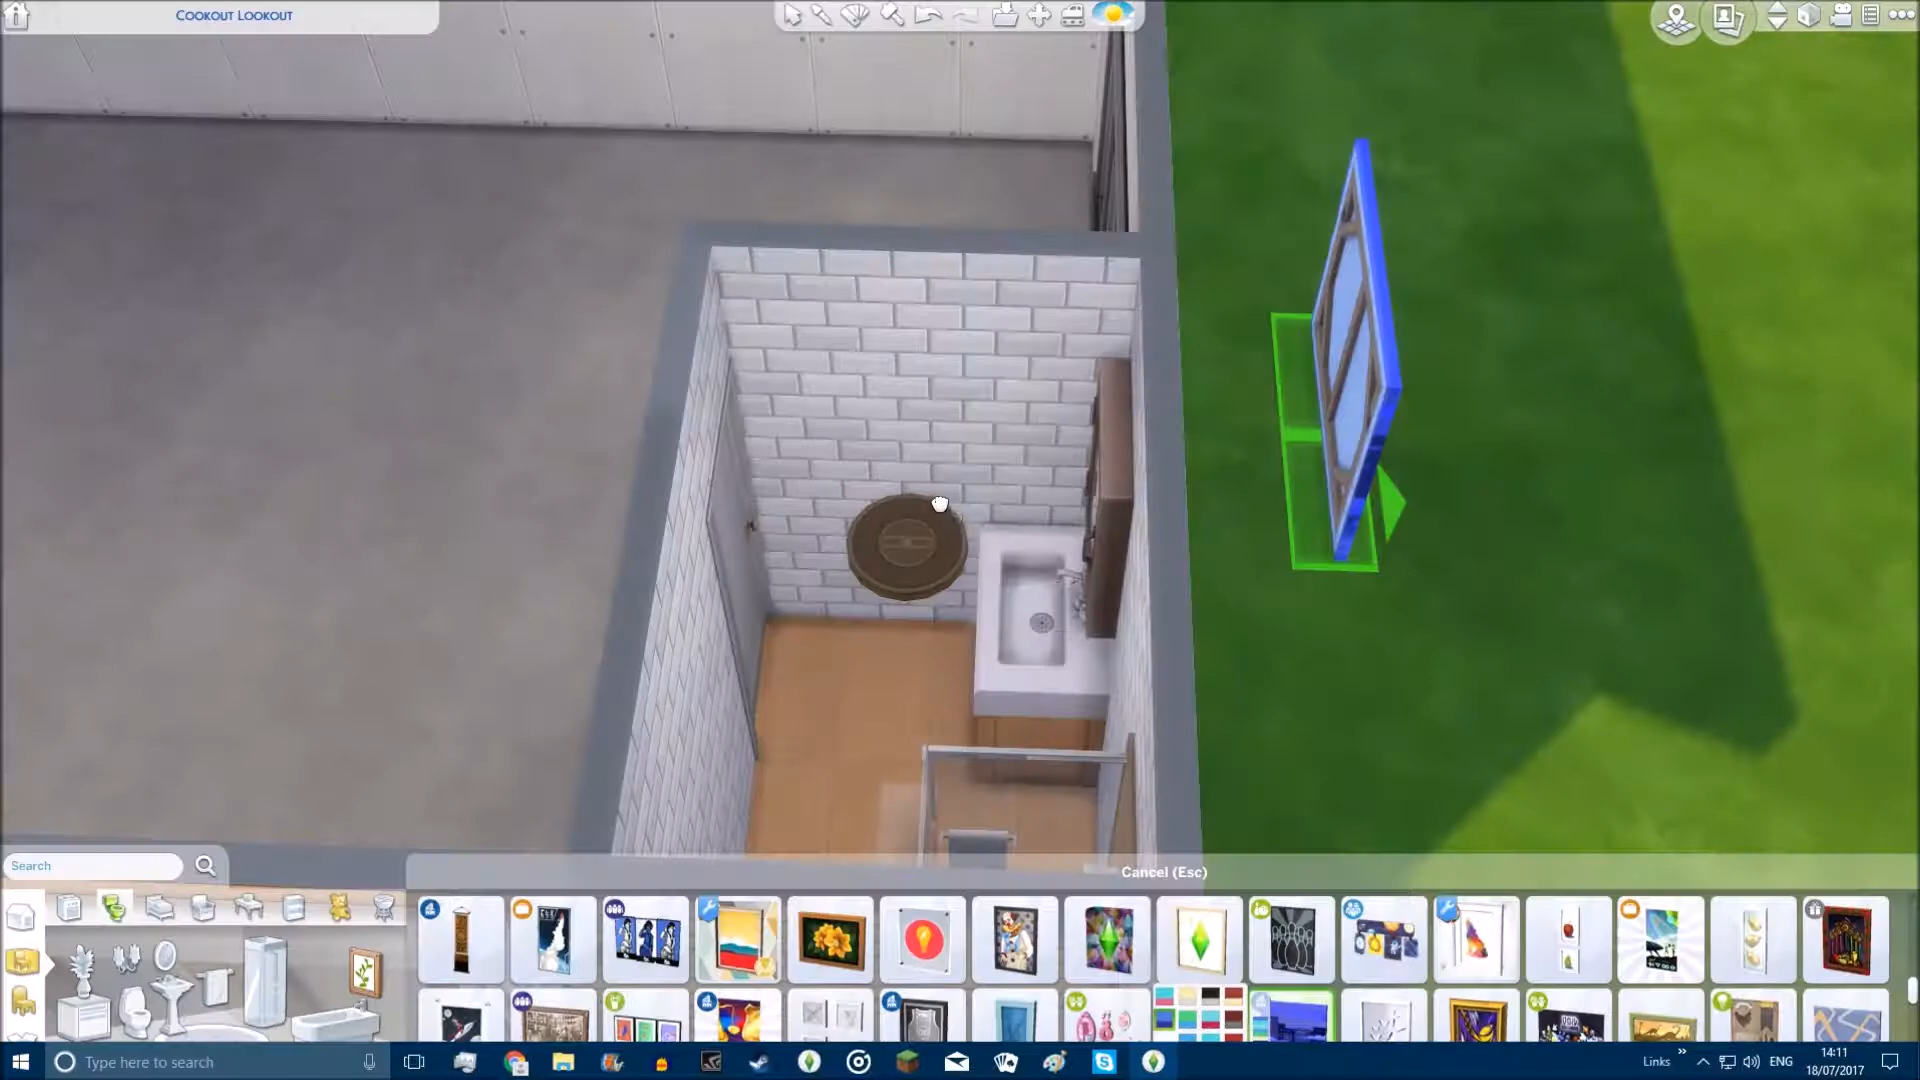 Cookout Lookout
Search
Cancel (Esc)
Type here to search
Links
ENG
14:11
18/07/2017